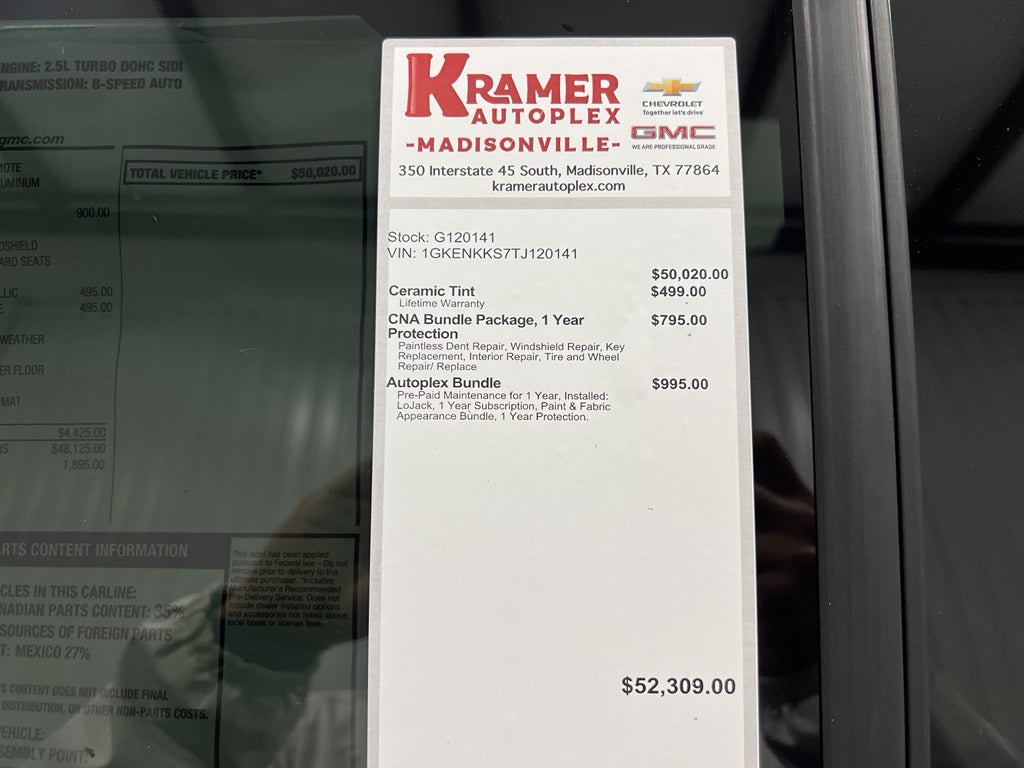 ENGINE: 2.5L TURBO DOHC SIDI
TRANSMISSION: 8-SPEED AUTO
gmc.com
TOTAL VEHICLE PRICE* $50,020.00
900.00
ARD SEATS
495.00
495.00
WEATHER
ER FLOOR
MAT
$4,425.00
$48,125.00
1,895.00
ARTS CONTENT INFORMATION
CLES IN THIS CARLINE:
NADIAN PARTS CONTENT: 35%
SOURCES OF FOREIGN PARTS
T: MEXICO 27%
S CONTENT DOES NOT INCLUDE FINAL
DISTRIBUTION, OR OTHER NON-PARTS COSTS.
EHICLE:
SEMBLY POINT:
This label has been applied
pursuant to Federal law – Do not
remove prior to delivery to the
ultimate purchaser. *Includes
Manufacturer's Recommended
Pre-Delivery Service. Does not
include dealer installed options
and accessories not listed above,
local taxes or license fees.
KRAMER
AUTOPLEX
-MADISONVILLE-
CHEVROLET
Together let's drive
GMC
WE ARE PROFESSIONAL GRADE
350 Interstate 45 South, Madisonville, TX 77864
kramerautoplex.com
Stock: G120141
VIN: 1GKENKKS7TJ120141
$50,020.00
Ceramic Tint $499.00
Lifetime Warranty
CNA Bundle Package, 1 Year $795.00
Protection
Paintless Dent Repair, Windshield Repair, Key
Replacement, Interior Repair, Tire and Wheel
Repair/ Replace
Autoplex Bundle $995.00
Pre-Paid Maintenance for 1 Year, Installed:
LoJack, 1 Year Subscription, Paint & Fabric
Appearance Bundle, 1 Year Protection.
$52,309.00